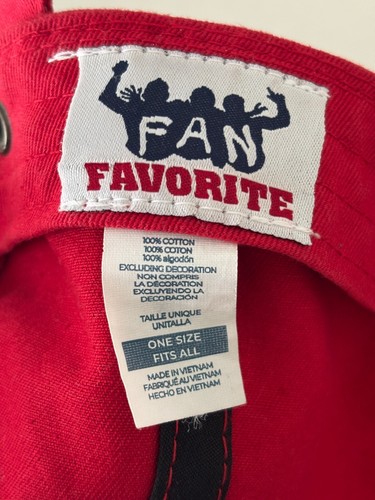 FAN
FAVORITE
100% COTTON
100% COTON
100% algodón
EXCLUDING DECORATION
NON COMPRIS
LA DÉCORATION
EXCLUYENDO LA
DECORACIÓN
TAILLE UNIQUE
UNITALLA
ONE SIZE
FITS ALL
MADE IN VIETNAM
FABRIQUÉ AU VIETNAM
HECHO EN VIETNAM